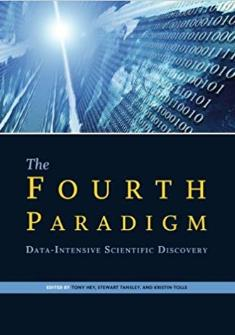 The
FOURTH
PARADIGM
DATA-INTENSIVE SCIENTIFIC DISCOVERY
EDITED BY TONY HEY, STEWART TANSLEY, AND KRISTIN TOLLE